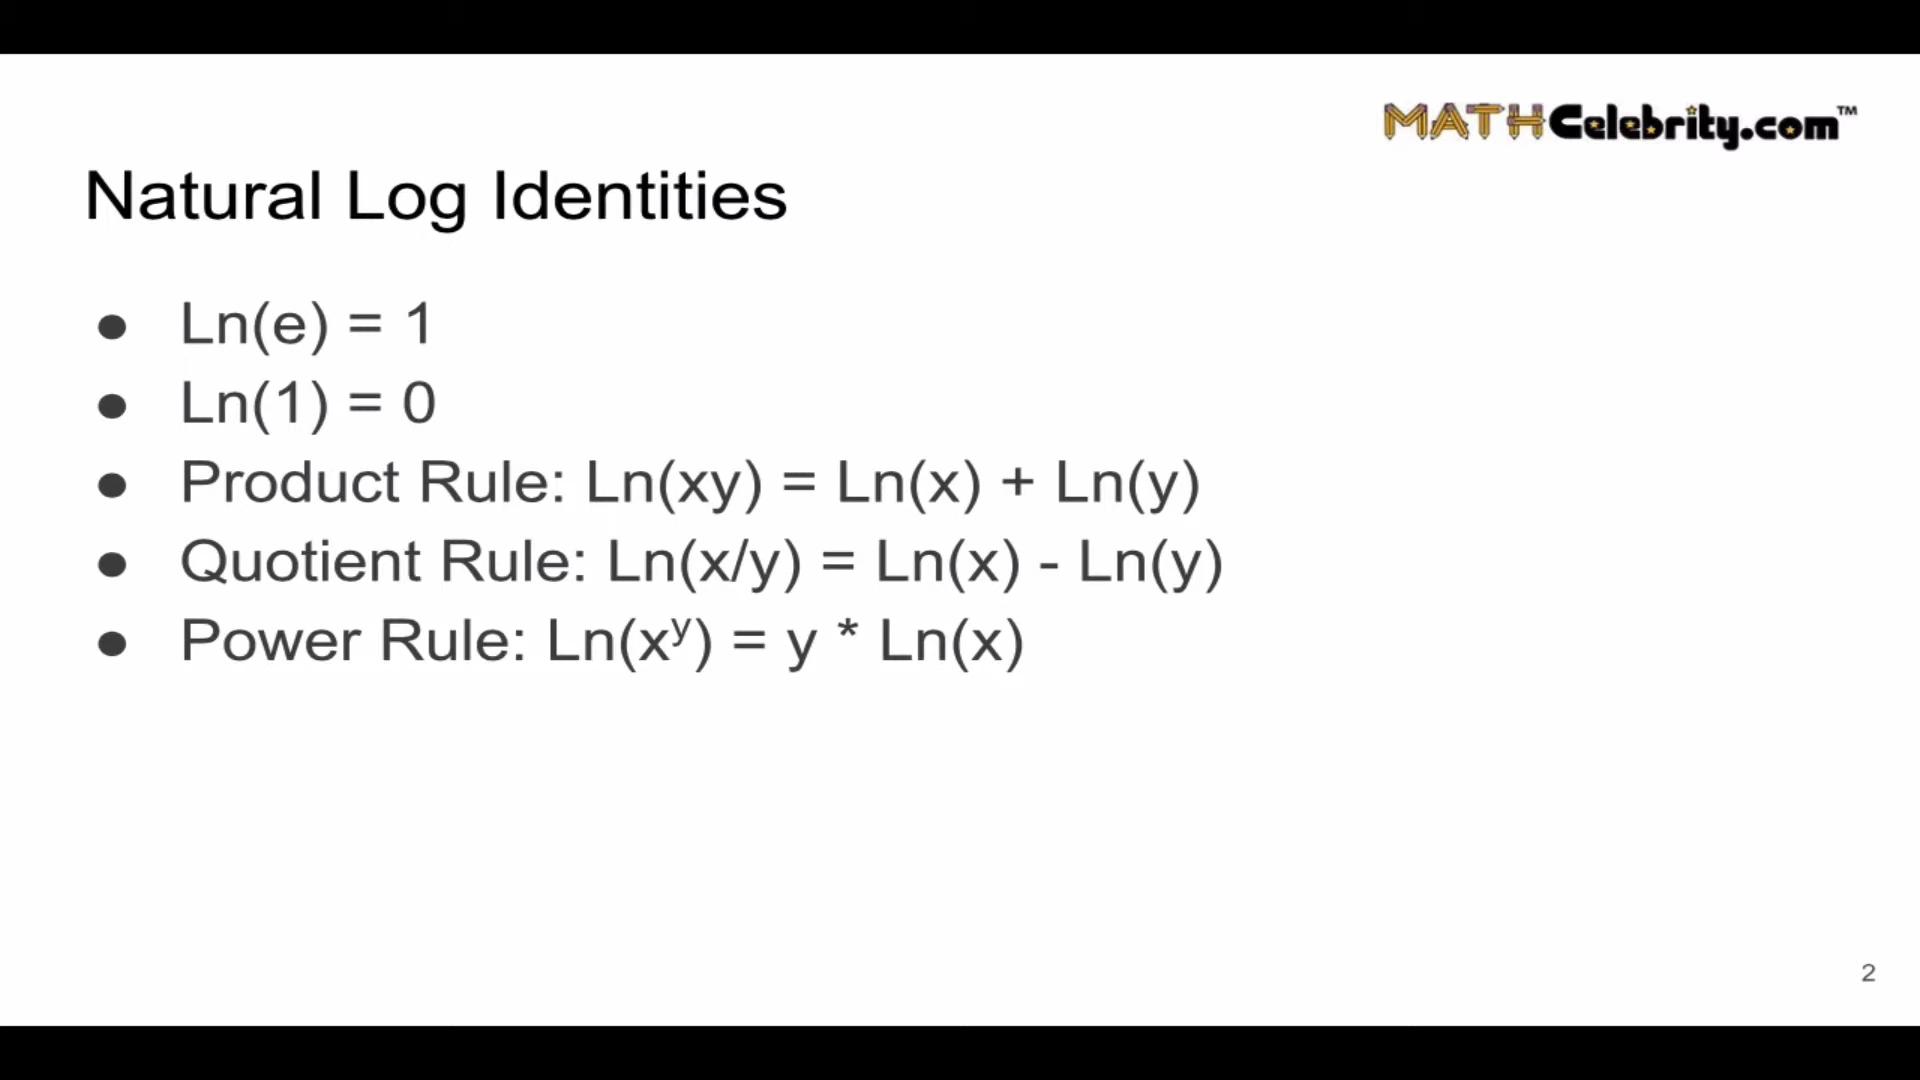 MATHCelebrity.com™
Natural Log Identities
● Ln(e) = 1
● Ln(1) = 0
● Product Rule: Ln(xy) = Ln(x) + Ln(y)
● Quotient Rule: Ln(x/y) = Ln(x) - Ln(y)
● Power Rule: Ln(xʸ) = y * Ln(x)
2